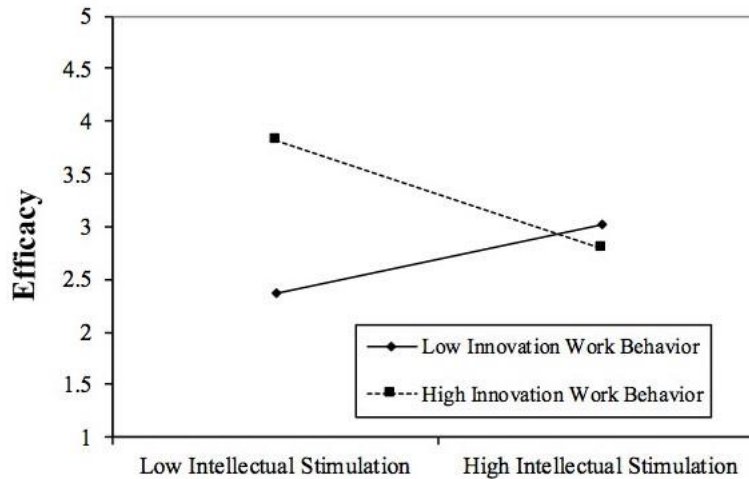 5
4.5
4
3.5
3
2.5
2
1.5
1
Efficacy
Low Innovation Work Behavior
High Innovation Work Behavior
Low Intellectual Stimulation High Intellectual Stimulation